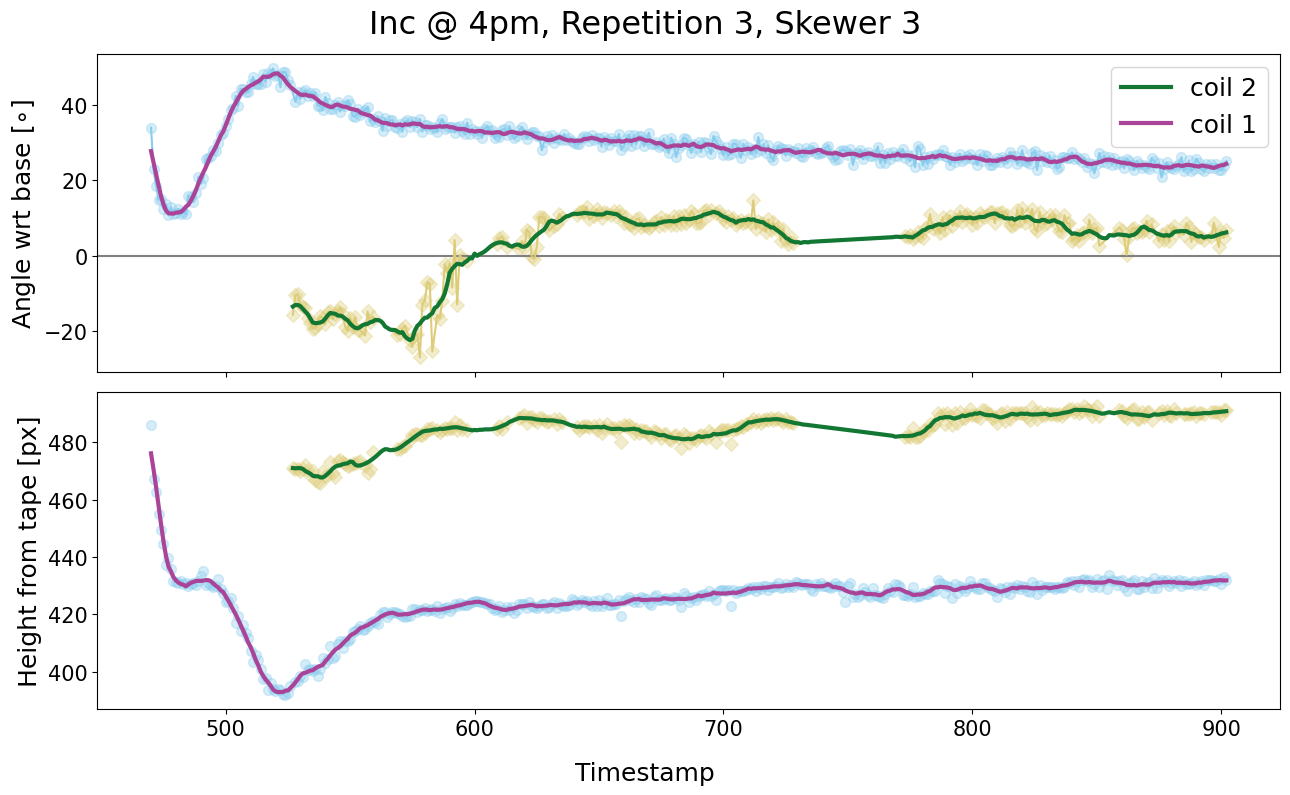 Inc @ 4pm, Repetition 3, Skewer 3
Angle wrt base [∘]
40
20
0
−20
coil 2
coil 1
Height from tape [px]
480
460
440
420
400
500
600
700
800
900
Timestamp